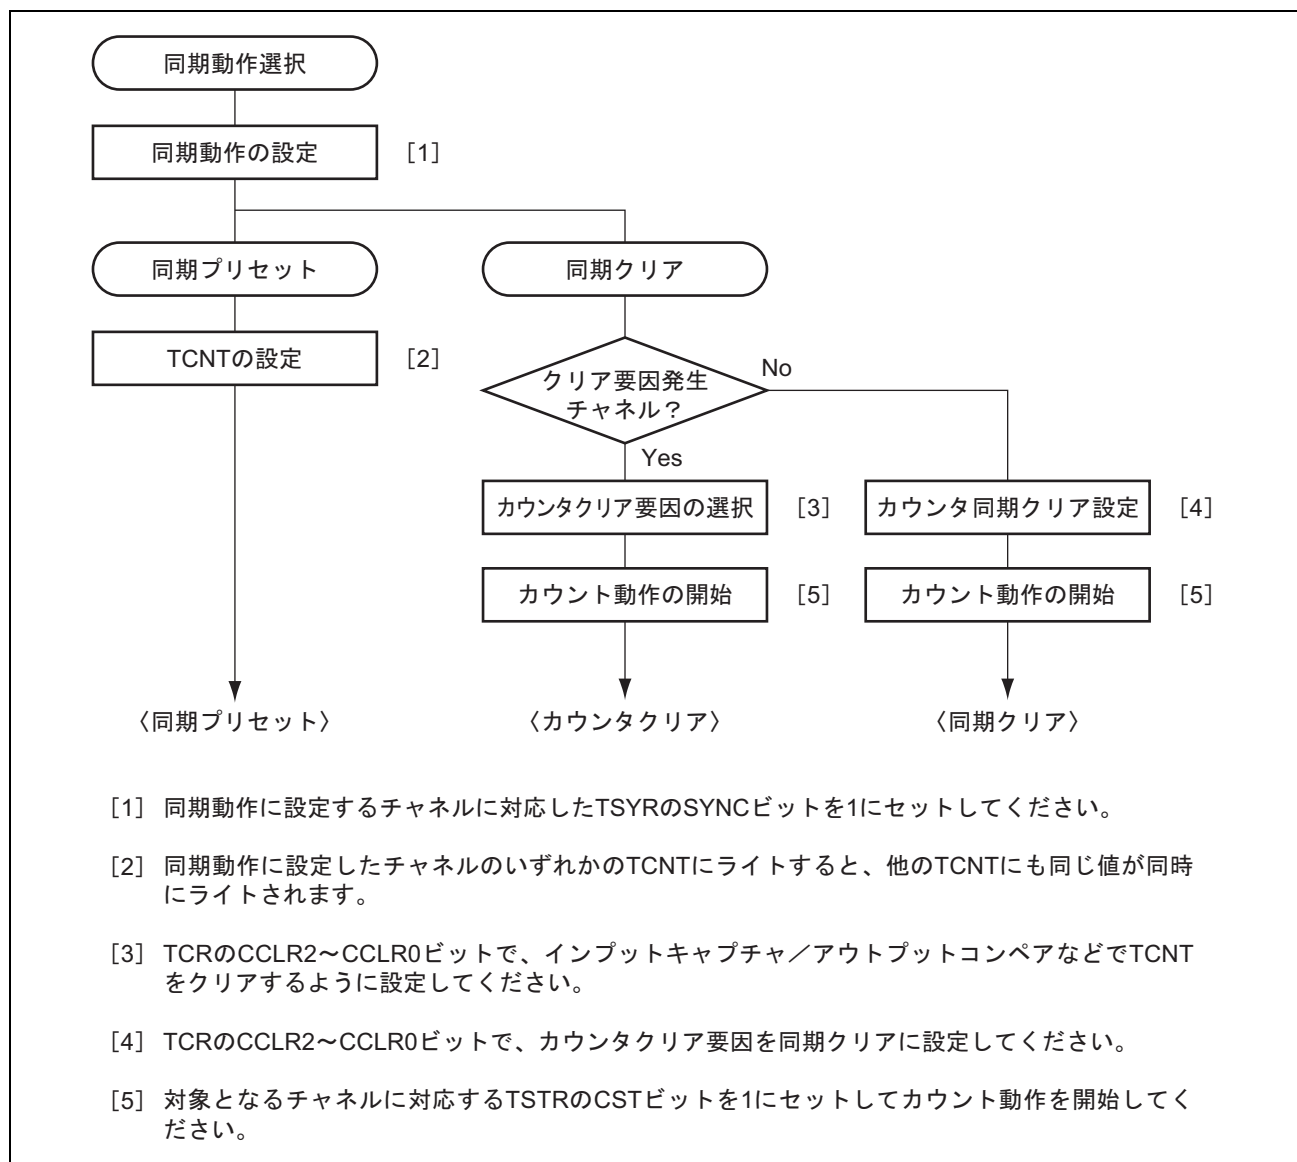 同期動作選択
同期動作の設定 [1]
同期プリセット
同期クリア
TCNTの設定 [2]
クリア要因発生
チャネル？
No
Yes
カウンタクリア要因の選択 [3]
カウンタ同期クリア設定 [4]
カウント動作の開始 [5]
カウント動作の開始 [5]
〈同期プリセット〉
〈カウンタクリア〉
〈同期クリア〉
[1] 同期動作に設定するチャネルに対応したTSYRのSYNCビットを1にセットしてください。
[2] 同期動作に設定したチャネルのいずれかのTCNTにライトすると、他のTCNTにも同じ値が同時
にライトされます。
[3] TCRのCCLR2～CCLR0ビットで、インプットキャプチャ／アウトプットコンペアなどでTCNT
をクリアするように設定してください。
[4] TCRのCCLR2～CCLR0ビットで、カウンタクリア要因を同期クリアに設定してください。
[5] 対象となるチャネルに対応するTSTRのCSTビットを1にセットしてカウント動作を開始してく
ださい。